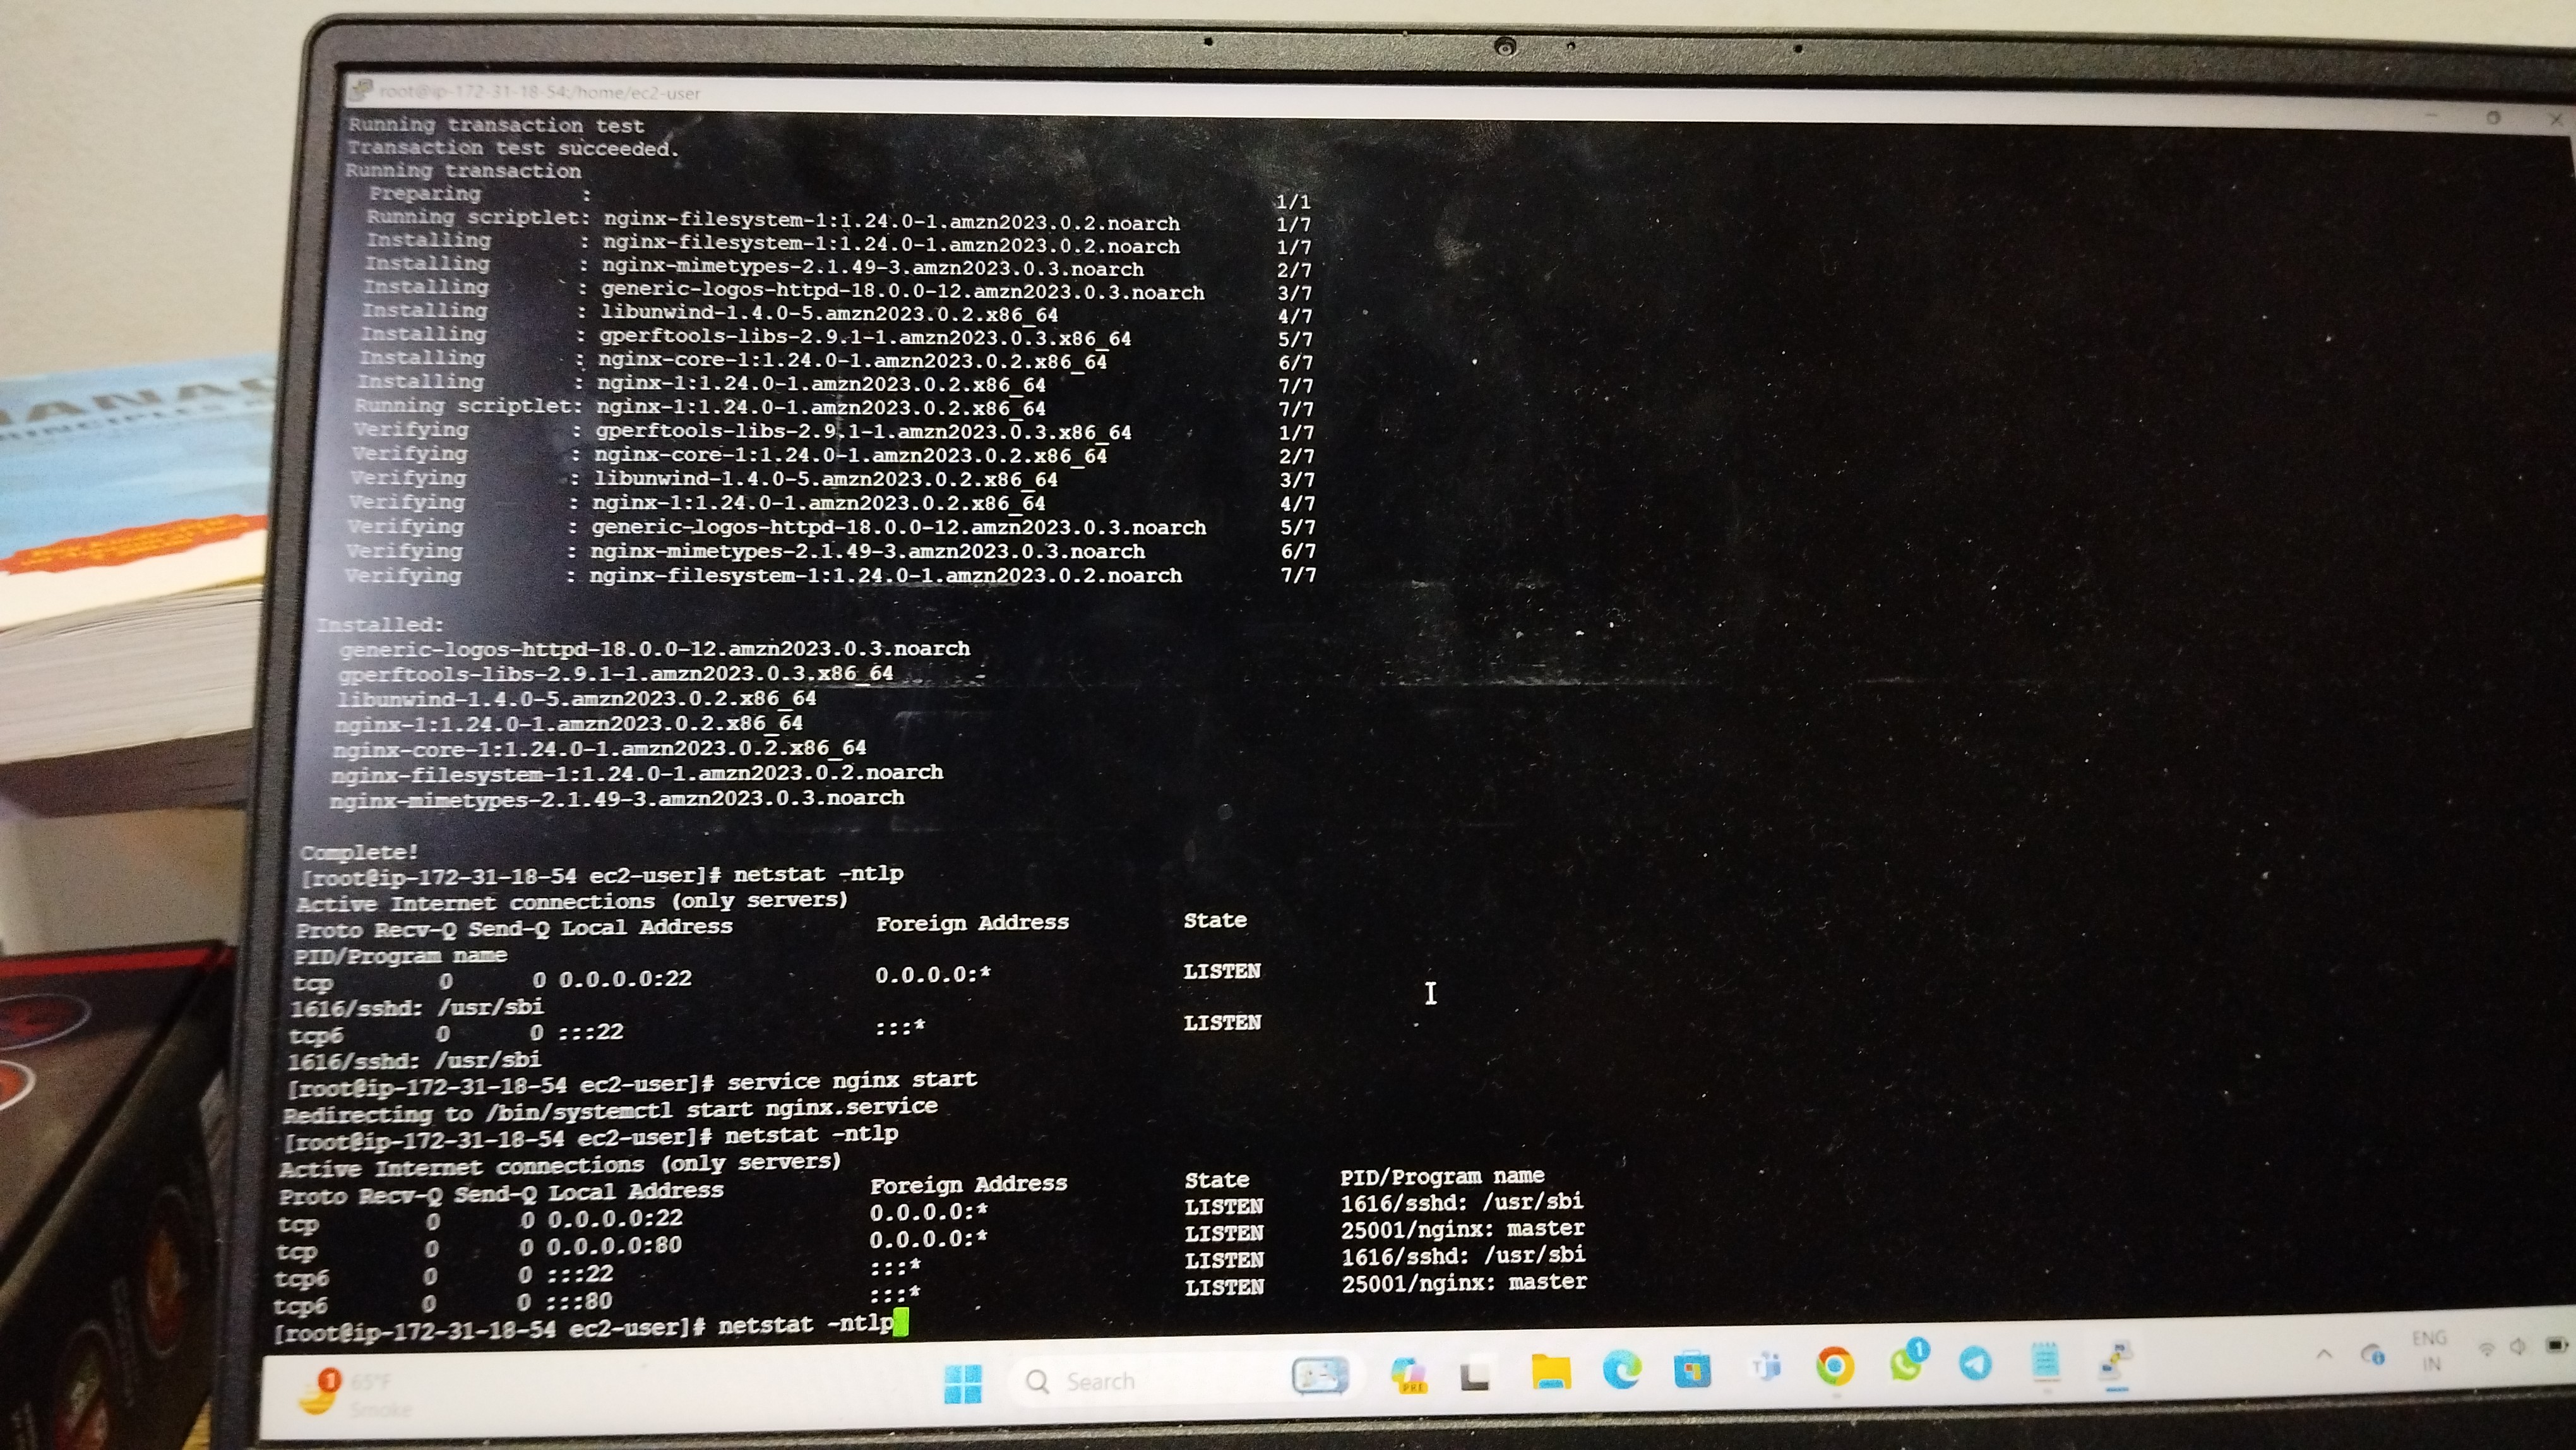 root@ip-172-31-18-54:/home/ec2-user
Running transaction test
Transaction test succeeded.
Running transaction
Preparing : 1/1
Running scriptlet: nginx-filesystem-1:1.24.0-1.amzn2023.0.2.noarch 1/7
Installing : nginx-filesystem-1:1.24.0-1.amzn2023.0.2.noarch 1/7
Installing : nginx-mimetypes-2.1.49-3.amzn2023.0.3.noarch 2/7
Installing : generic-logos-httpd-18.0.0-12.amzn2023.0.3.noarch 3/7
Installing : libunwind-1.4.0-5.amzn2023.0.2.x86_64 4/7
Installing : gperftools-libs-2.9.1-1.amzn2023.0.3.x86_64 5/7
Installing : nginx-core-1:1.24.0-1.amzn2023.0.2.x86_64 6/7
Installing : nginx-1:1.24.0-1.amzn2023.0.2.x86_64 7/7
Running scriptlet: nginx-1:1.24.0-1.amzn2023.0.2.x86_64 7/7
Verifying : gperftools-libs-2.9.1-1.amzn2023.0.3.x86_64 1/7
Verifying : nginx-core-1:1.24.0-1.amzn2023.0.2.x86_64 2/7
Verifying : libunwind-1.4.0-5.amzn2023.0.2.x86_64 3/7
Verifying : nginx-1:1.24.0-1.amzn2023.0.2.x86_64 4/7
Verifying : generic-logos-httpd-18.0.0-12.amzn2023.0.3.noarch 5/7
Verifying : nginx-mimetypes-2.1.49-3.amzn2023.0.3.noarch 6/7
Verifying : nginx-filesystem-1:1.24.0-1.amzn2023.0.2.noarch 7/7
Installed:
generic-logos-httpd-18.0.0-12.amzn2023.0.3.noarch
gperftools-libs-2.9.1-1.amzn2023.0.3.x86_64
libunwind-1.4.0-5.amzn2023.0.2.x86_64
nginx-1:1.24.0-1.amzn2023.0.2.x86_64
nginx-core-1:1.24.0-1.amzn2023.0.2.x86_64
nginx-filesystem-1:1.24.0-1.amzn2023.0.2.noarch
nginx-mimetypes-2.1.49-3.amzn2023.0.3.noarch
Complete!
[root@ip-172-31-18-54 ec2-user]# netstat -ntlp
Active Internet connections (only servers)
Proto Recv-Q Send-Q Local Address Foreign Address State
PID/Program name
tcp 0 0 0.0.0.0:22 0.0.0.0:* LISTEN
1616/sshd: /usr/sbi
tcp6 0 0 :::22 :::* LISTEN
1616/sshd: /usr/sbi
[root@ip-172-31-18-54 ec2-user]# service nginx start
Redirecting to /bin/systemctl start nginx.service
[root@ip-172-31-18-54 ec2-user]# netstat -ntlp
Active Internet connections (only servers)
Proto Recv-Q Send-Q Local Address Foreign Address State PID/Program name
tcp 0 0 0.0.0.0:22 0.0.0.0:* LISTEN 1616/sshd: /usr/sbi
tcp 0 0 0.0.0.0:80 0.0.0.0:* LISTEN 25001/nginx: master
tcp6 0 0 :::22 :::* LISTEN 1616/sshd: /usr/sbi
tcp6 0 0 :::80 :::* LISTEN 25001/nginx: master
[root@ip-172-31-18-54 ec2-user]# netstat -ntlp
1
65°F
Smoke
Search
PRE
1
ENG
IN